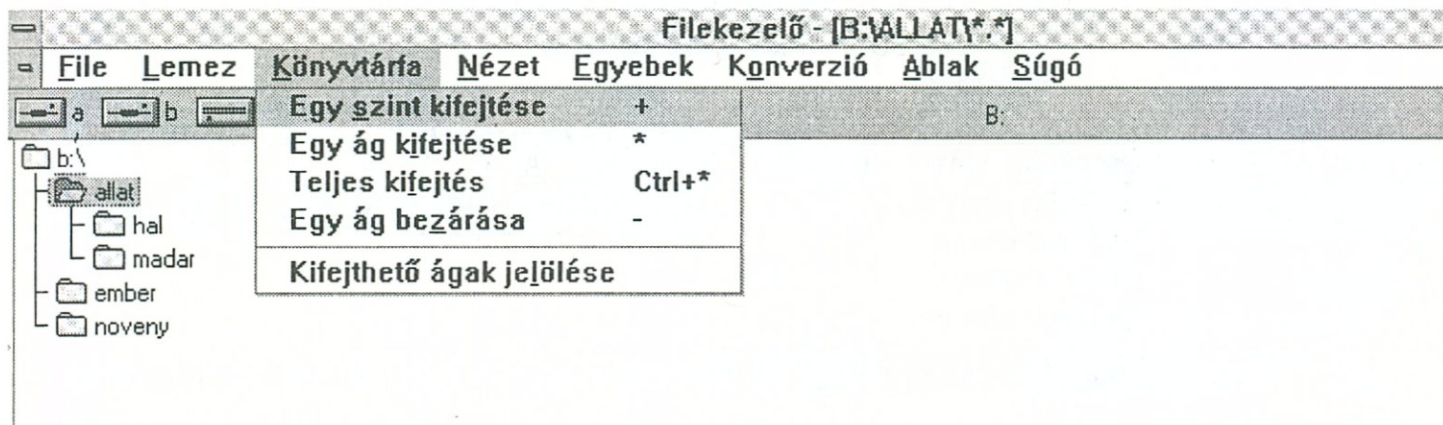 Filekezelő - [B:\ALLAT\*.*]
File Lemez Könyvtárfa Nézet Egyebek Konverzió Ablak Súgó
a b B:
Egy szint kifejtése +
Egy ág kifejtése *
Teljes kifejtés Ctrl+*
Egy ág bezárása -
Kifejthető ágak jelölése
b:\
allat
hal
madar
ember
noveny